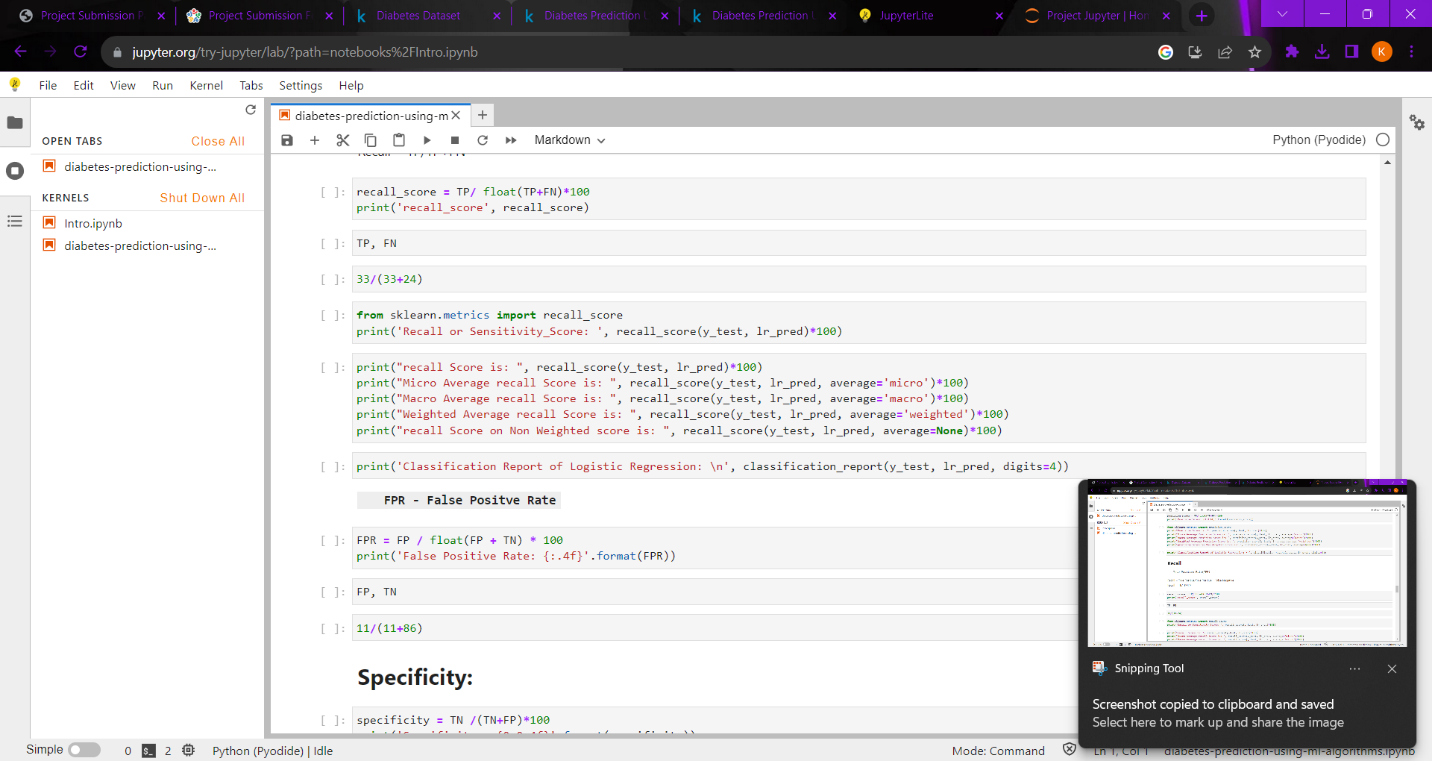 Project Submission P
Project Submission F
Diabetes Dataset
Diabetes Prediction U
Diabetes Prediction U
JupyterLite
Project Jupyter | Hom
jupyter.org/try-jupyter/lab/?path=notebooks%2FIntro.ipynb
K
File Edit View Run Kernel Tabs Settings Help
OPEN TABS Close All
diabetes-prediction-using-...
KERNELS Shut Down All
Intro.ipynb
diabetes-prediction-using-...
diabetes-prediction-using-m
Markdown
Python (Pyodide)
[ ]: recall_score = TP/ float(TP+FN)*100
print('recall_score', recall_score)
[ ]: TP, FN
[ ]: 33/(33+24)
[ ]: from sklearn.metrics import recall_score
print('Recall or Sensitivity_Score: ', recall_score(y_test, lr_pred)*100)
[ ]: print("recall Score is: ", recall_score(y_test, lr_pred)*100)
print("Micro Average recall Score is: ", recall_score(y_test, lr_pred, average='micro')*100)
print("Macro Average recall Score is: ", recall_score(y_test, lr_pred, average='macro')*100)
print("Weighted Average recall Score is: ", recall_score(y_test, lr_pred, average='weighted')*100)
print("recall Score on Non Weighted score is: ", recall_score(y_test, lr_pred, average=None)*100)
[ ]: print('Classification Report of Logistic Regression: \n', classification_report(y_test, lr_pred, digits=4))
FPR - False Positve Rate
[ ]: FPR = FP / float(FP + TN) * 100
print('False Positive Rate: {:.4f}'.format(FPR))
[ ]: FP, TN
[ ]: 11/(11+86)
Specificity:
[ ]: specificity = TN /(TN+FP)*100
Recall
Snipping Tool
Screenshot copied to clipboard and saved
Select here to mark up and share the image
Simple 0 2 Python (Pyodide) | Idle
Mode: Command Ln 1, Col 1 diabetes-prediction-using-ml-algorithms.ipynb